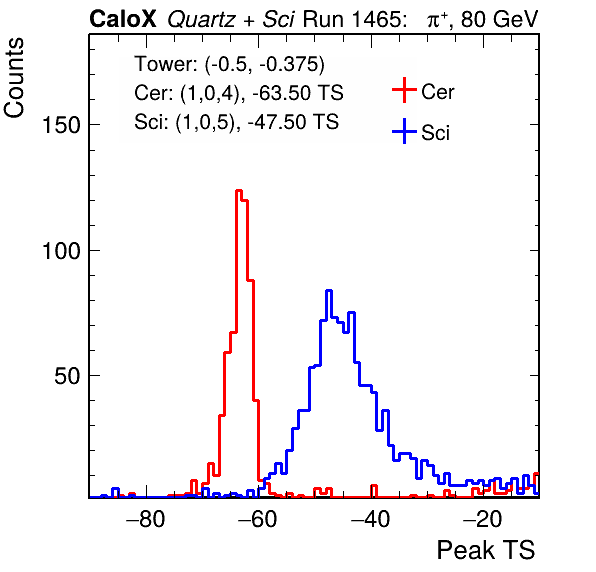 CaloX Quartz + Sci Run 1465: π⁺, 80 GeV
Counts
Tower: (-0.5, -0.375)
Cer: (1,0,4), -63.50 TS
Sci: (1,0,5), -47.50 TS
Cer
Sci
150
100
50
−80 −60 −40 −20
Peak TS